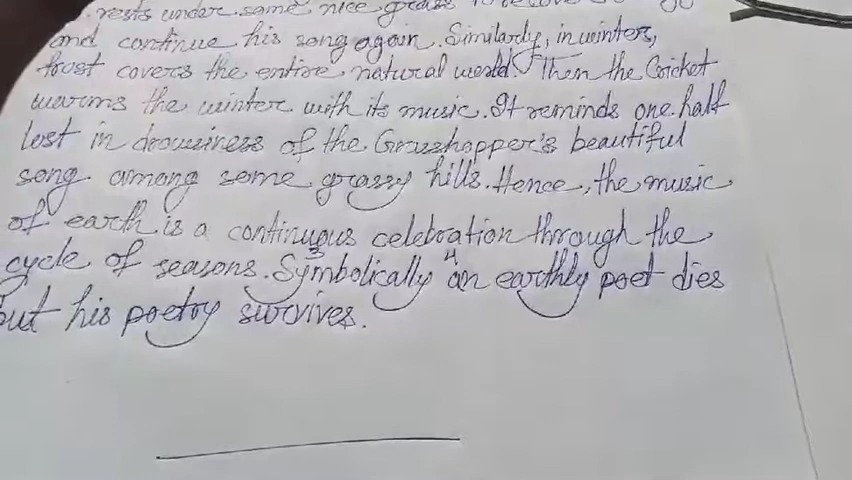 rests under some nice grass
and continue his song again. Similarly, in winter,
frost covers the entire natural world. Then the Cricket
warms the winter with its music. It reminds one half
lost in drowsiness of the Grasshopper's beautiful
song among some grassy hills. Hence, the music
of earth is a continuous celebration through the
cycle of seasons. Symbolically an earthly poet dies
but his poetry survives.